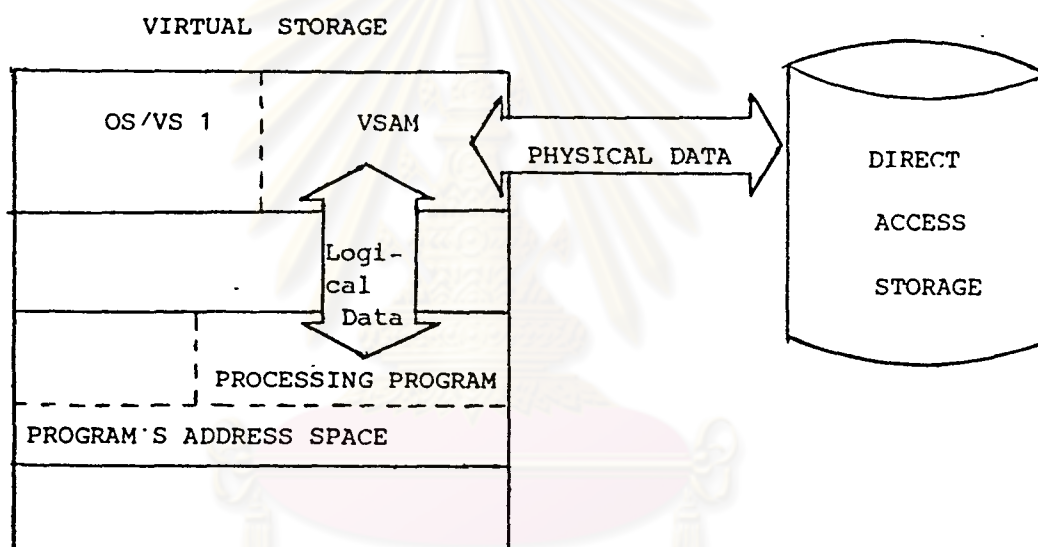 VIRTUAL STORAGE
OS/VS 1
VSAM
PHYSICAL DATA
DIRECT
ACCESS
STORAGE
Logi-
cal
Data
PROCESSING PROGRAM
PROGRAM'S ADDRESS SPACE